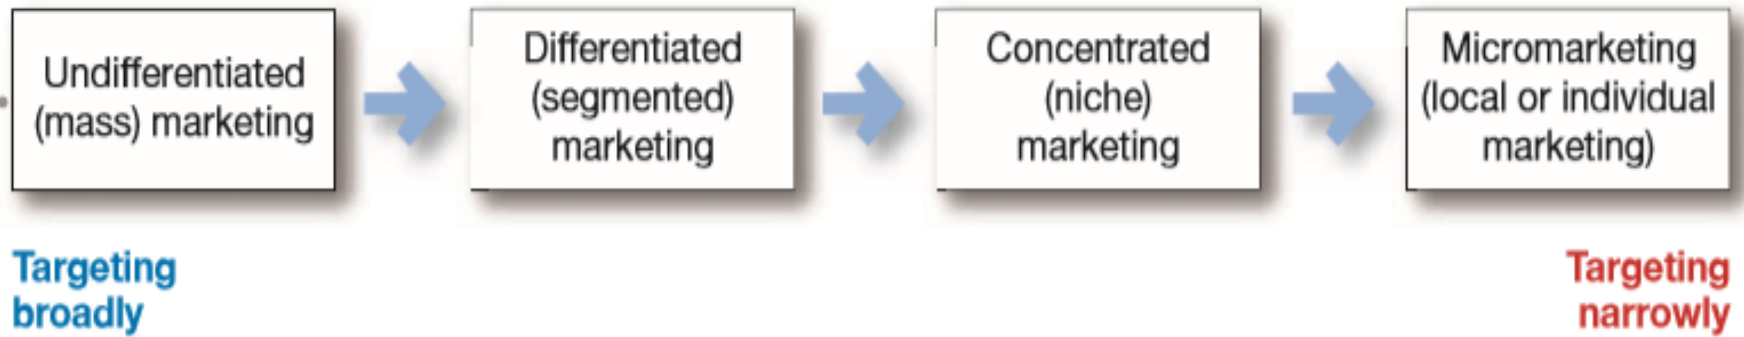 Undifferentiated
(mass) marketing
Differentiated
(segmented)
marketing
Concentrated
(niche)
marketing
Micromarketing
(local or individual
marketing)
Targeting
broadly
Targeting
narrowly